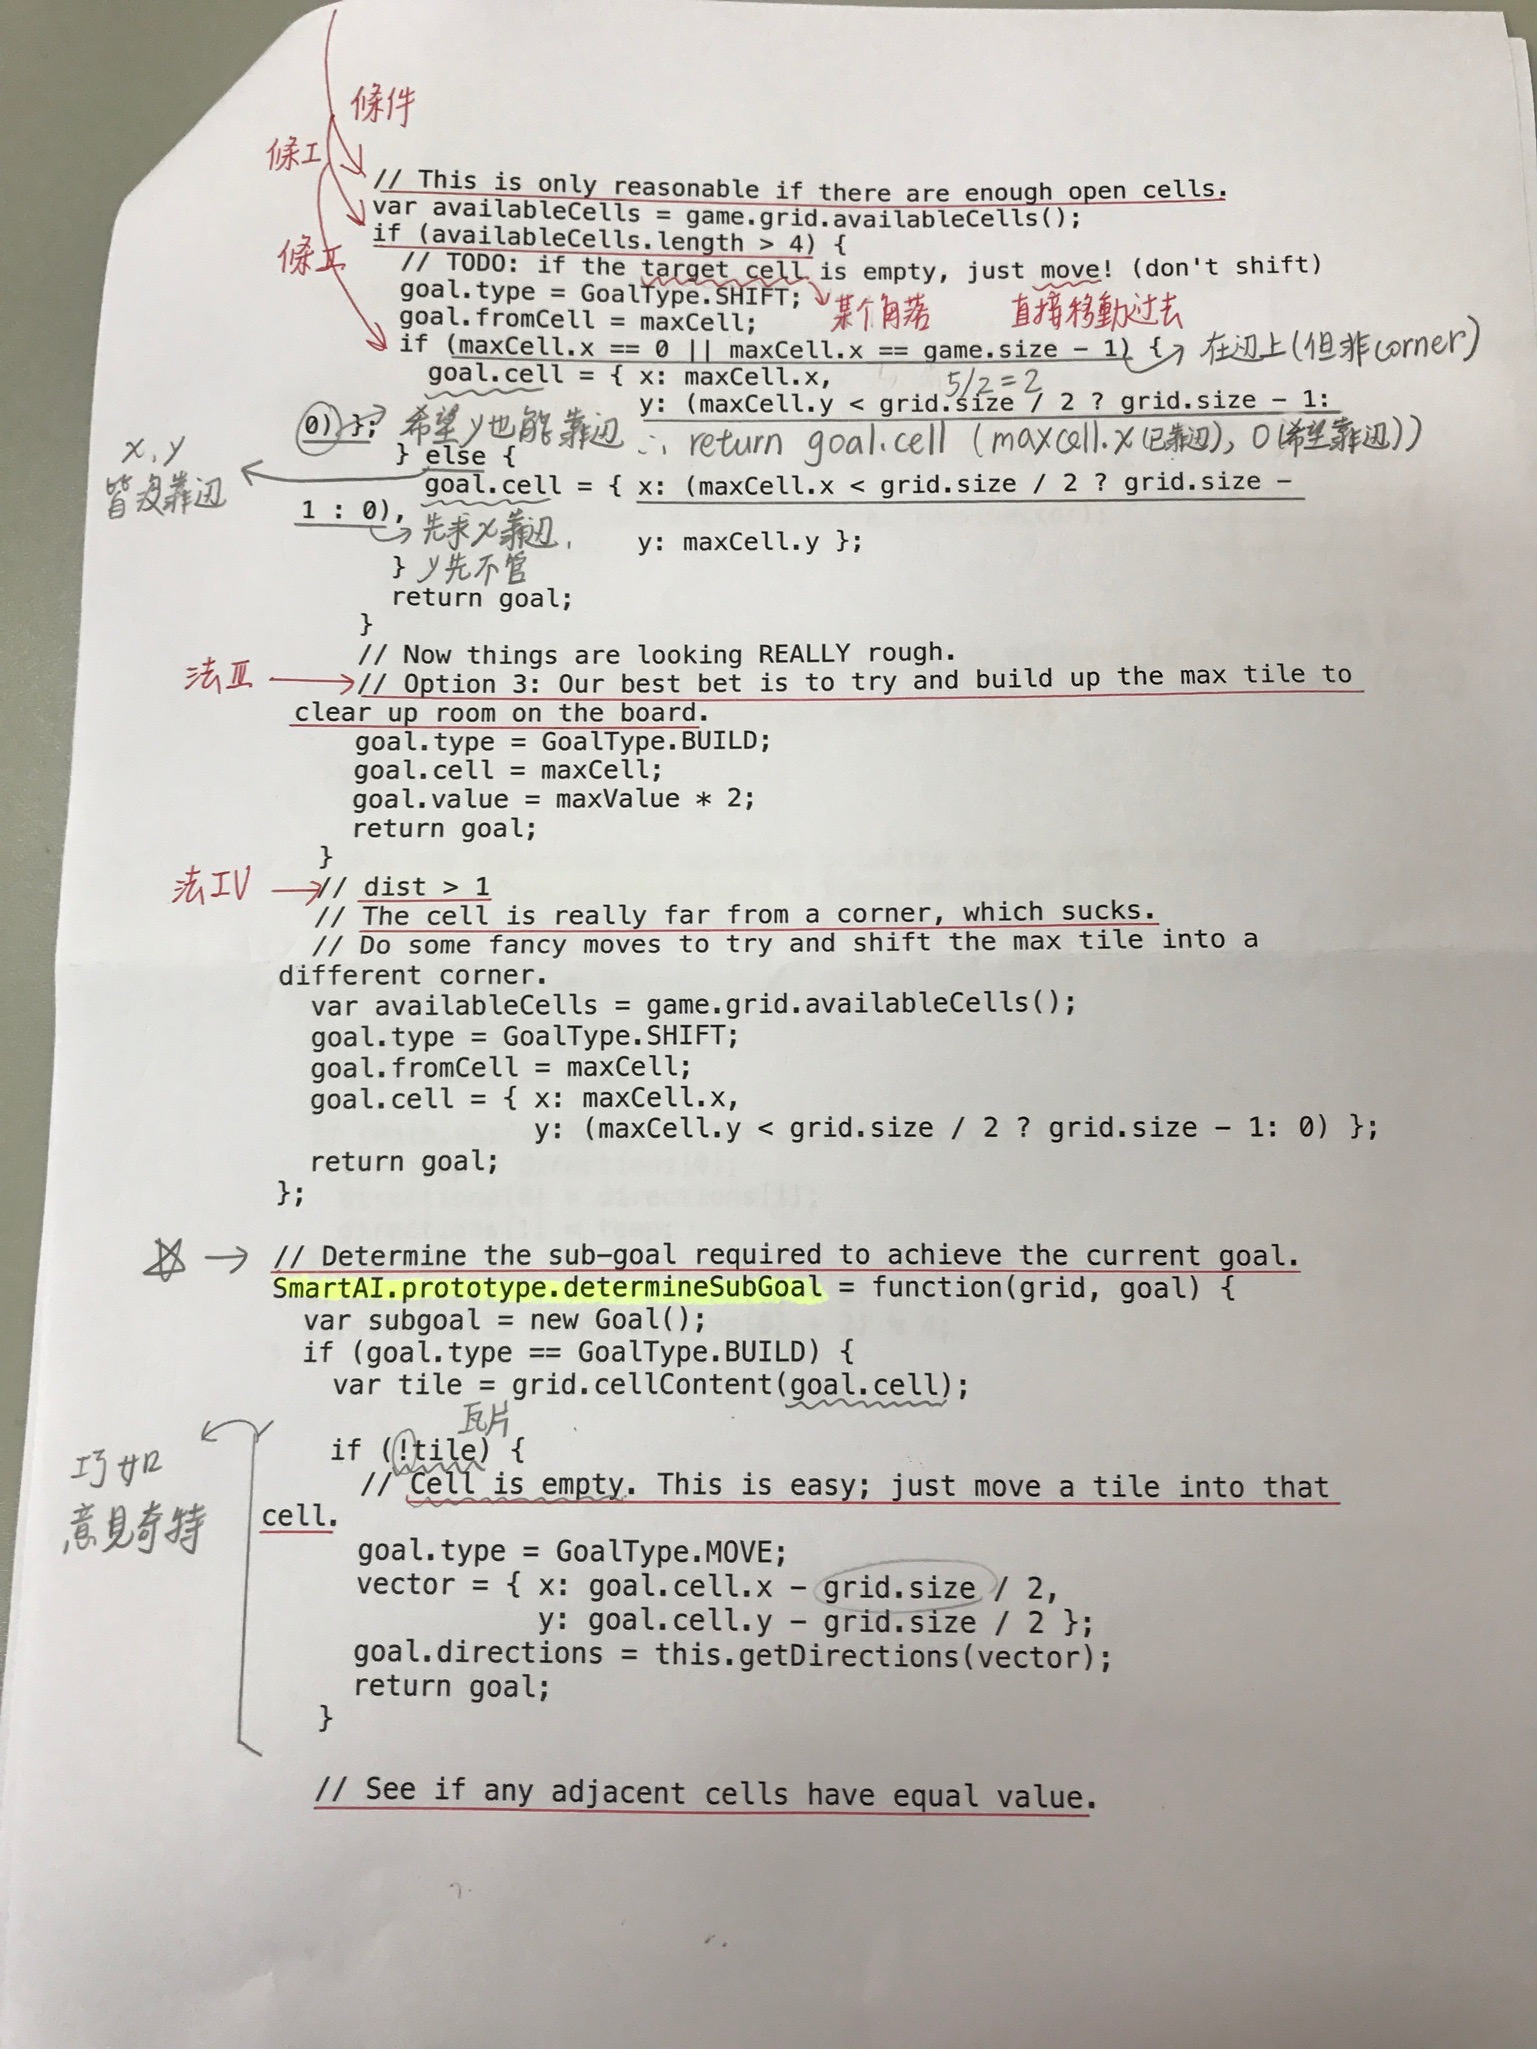 條件
條I
// This is only reasonable if there are enough open cells.
var availableCells = game.grid.availableCells();
條II
if (availableCells.length > 4) {
// TODO: if the target cell is empty, just move! (don't shift)
goal.type = GoalType.SHIFT;
某个角落
直接移動过去
goal.fromCell = maxCell;
if (maxCell.x == 0 || maxCell.x == game.size - 1) {
在边上(但非corner)
goal.cell = { x: maxCell.x,
5/2=2
y: (maxCell.y < grid.size / 2 ? grid.size - 1:
0) };
希望y也能靠边
∴ return goal.cell (maxcell.x(已靠边), 0(希望靠边))
} else {
x, y
皆没靠边
goal.cell = { x: (maxCell.x < grid.size / 2 ? grid.size -
1 : 0),
先求x靠边,
y: maxCell.y };
}
y先不管
return goal;
}
// Now things are looking REALLY rough.
法III
// Option 3: Our best bet is to try and build up the max tile to
clear up room on the board.
goal.type = GoalType.BUILD;
goal.cell = maxCell;
goal.value = maxValue * 2;
return goal;
}
法IV
// dist > 1
// The cell is really far from a corner, which sucks.
// Do some fancy moves to try and shift the max tile into a
different corner.
var availableCells = game.grid.availableCells();
goal.type = GoalType.SHIFT;
goal.fromCell = maxCell;
goal.cell = { x: maxCell.x,
y: (maxCell.y < grid.size / 2 ? grid.size - 1: 0) };
return goal;
};
// Determine the sub-goal required to achieve the current goal.
SmartAI.prototype.determineSubGoal = function(grid, goal) {
var subgoal = new Goal();
if (goal.type == GoalType.BUILD) {
var tile = grid.cellContent(goal.cell);
瓦片
if (!tile) {
巧如
意見奇特
// Cell is empty. This is easy; just move a tile into that
cell.
goal.type = GoalType.MOVE;
vector = { x: goal.cell.x - grid.size / 2,
y: goal.cell.y - grid.size / 2 };
goal.directions = this.getDirections(vector);
return goal;
}
// See if any adjacent cells have equal value.